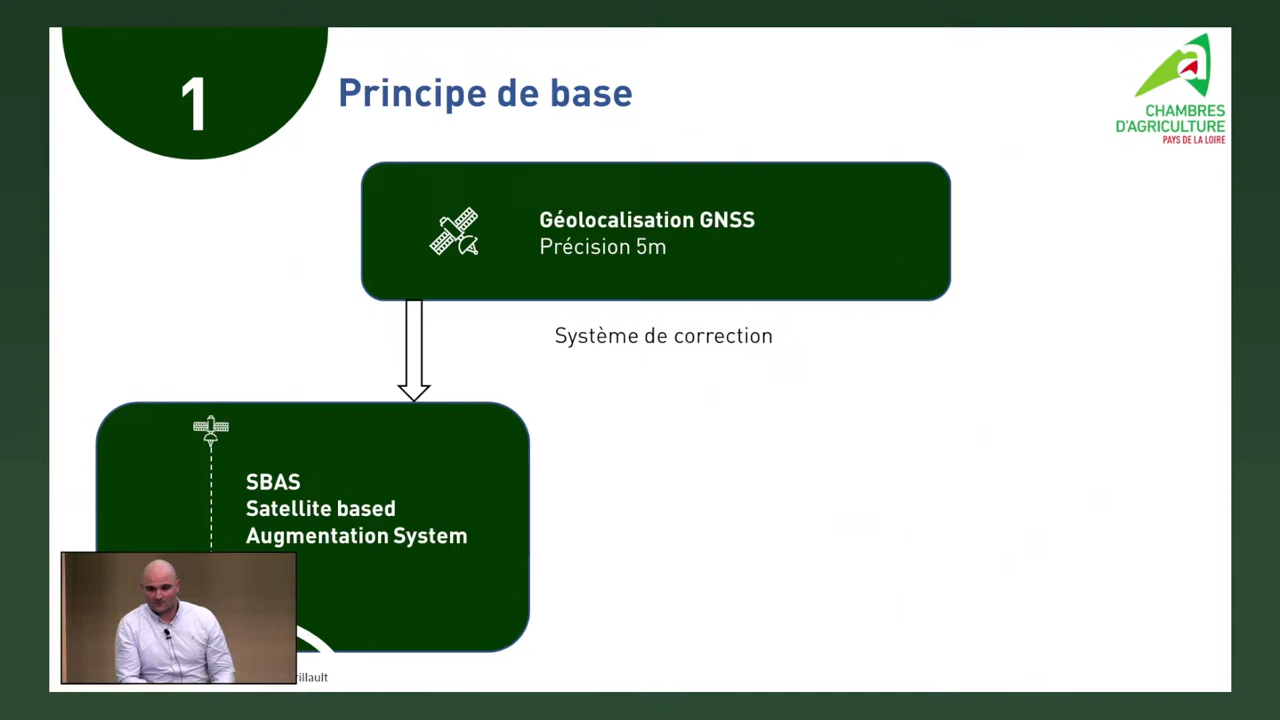 1
Principe de base
CHAMBRES
D'AGRICULTURE
PAYS DE LA LOIRE
Géolocalisation GNSS
Précision 5m
Système de correction
SBAS
Satellite based
Augmentation System